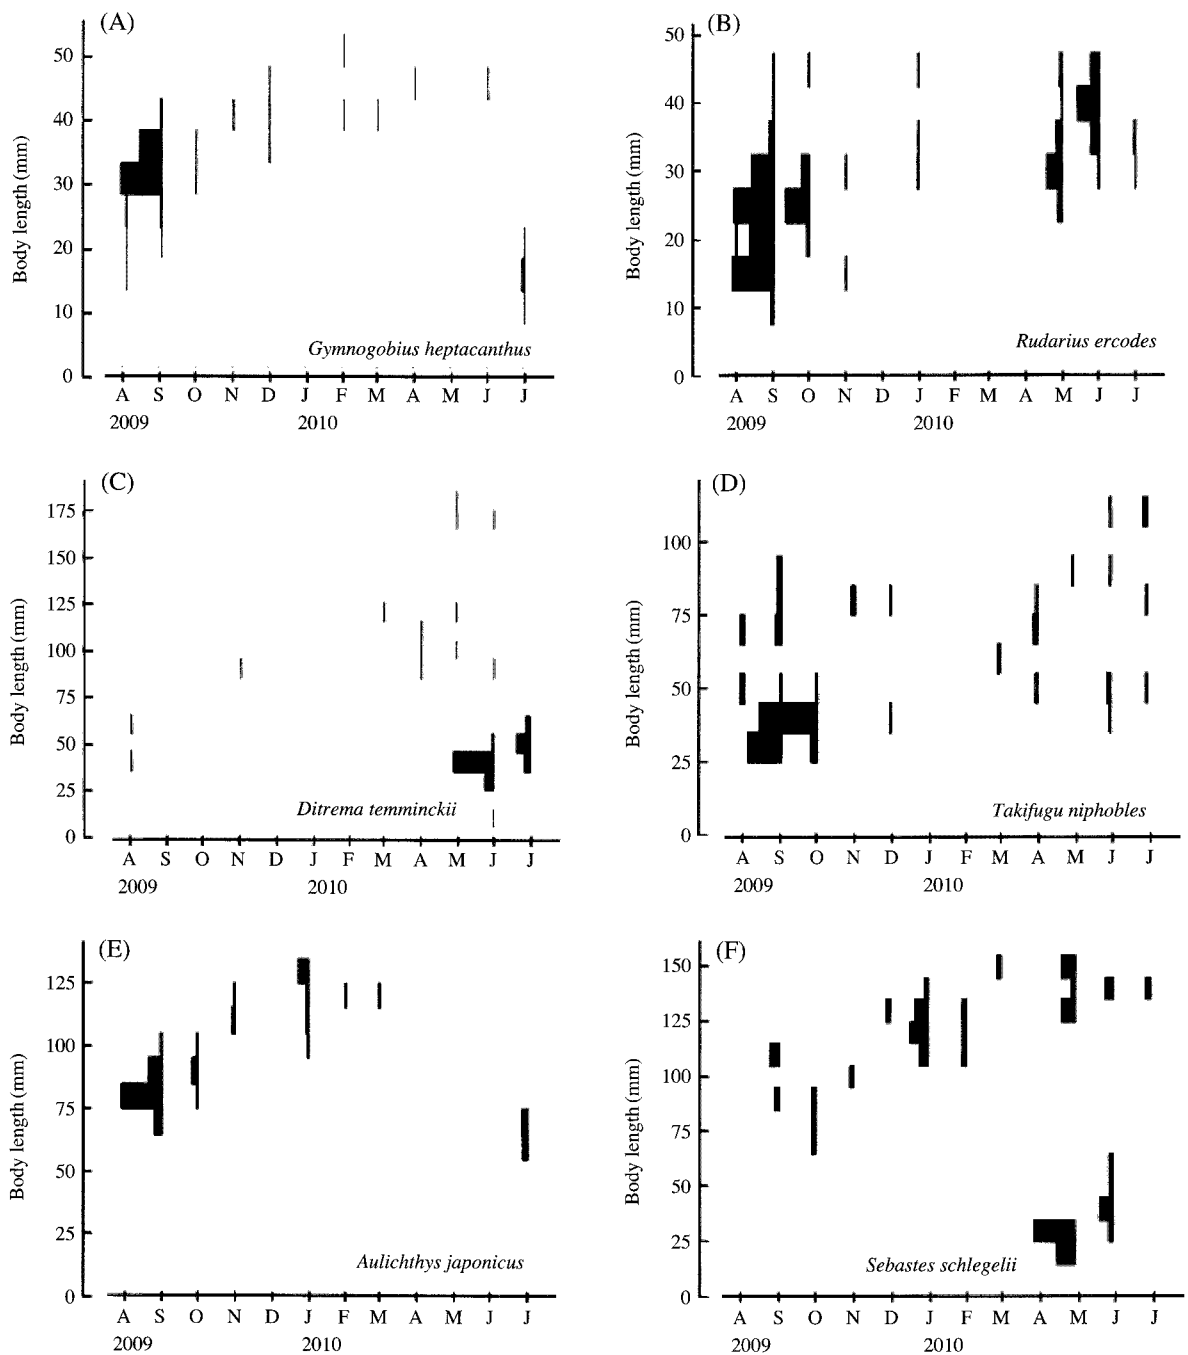 (A)
Body length (mm)
50
40
30
20
10
0
Gymnogobius heptacanthus
A S O N D J F M A M J J
2009 2010
(B)
Body length (mm)
50
40
30
20
10
0
Rudarius ercodes
A S O N D J F M A M J J
2009 2010
(C)
Body length (mm)
175
150
125
100
75
50
25
0
Ditrema temminckii
A S O N D J F M A M J J
2009 2010
(D)
Body length (mm)
100
75
50
25
0
Takifugu niphobles
A S O N D J F M A M J J
2009 2010
(E)
Body length (mm)
125
100
75
50
25
0
Aulichthys japonicus
A S O N D J F M A M J J
2009 2010
(F)
Body length (mm)
150
125
100
75
50
25
0
Sebastes schlegelii
A S O N D J F M A M J J
2009 2010